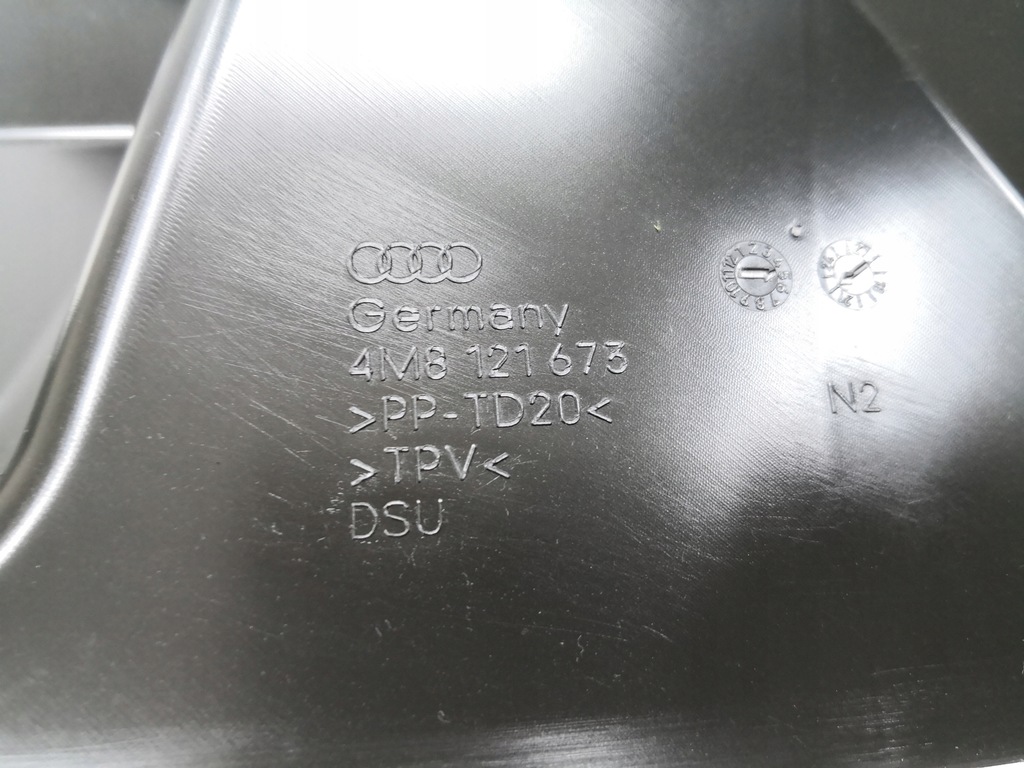 Germany
4M8 121 673
>PP-TD20<
>TPV<
DSU
N2